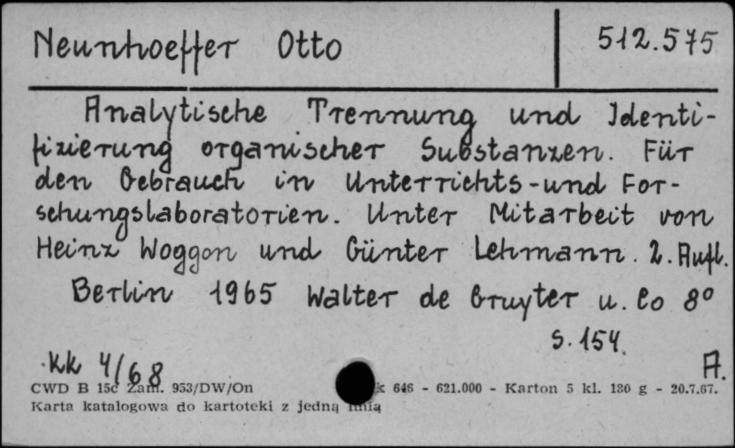 Neunhoeffer Otto 512.575
Analytische Trennung und Identi-
fizierung organischer Substanzen. Für
den Gebrauch in Unterrichts-und For-
schungslaboratorien. Unter Mitarbeit von
Heinz Woggon und Günter Lehmann. 2. Aufl.
Berlin 1965 Walter de Gruyter u. Co 8°
S. 154.
KK 4/68 A.
CWD B 15c Zam. 953/DW/On k 646 - 621.000 - Karton 5 kl. 180 g - 20.7.67.
Karta katalogowa do kartoteki z jedną linią